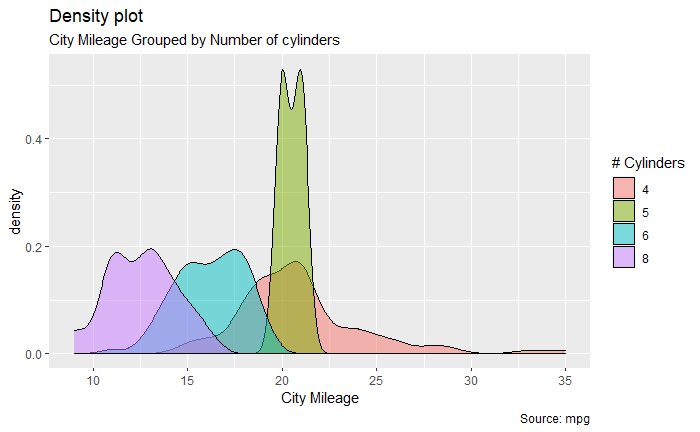 Density plot
City Mileage Grouped by Number of cylinders
density
0.4
0.2
0.0
10 15 20 25 30 35
City Mileage
# Cylinders
4
5
6
8
Source: mpg